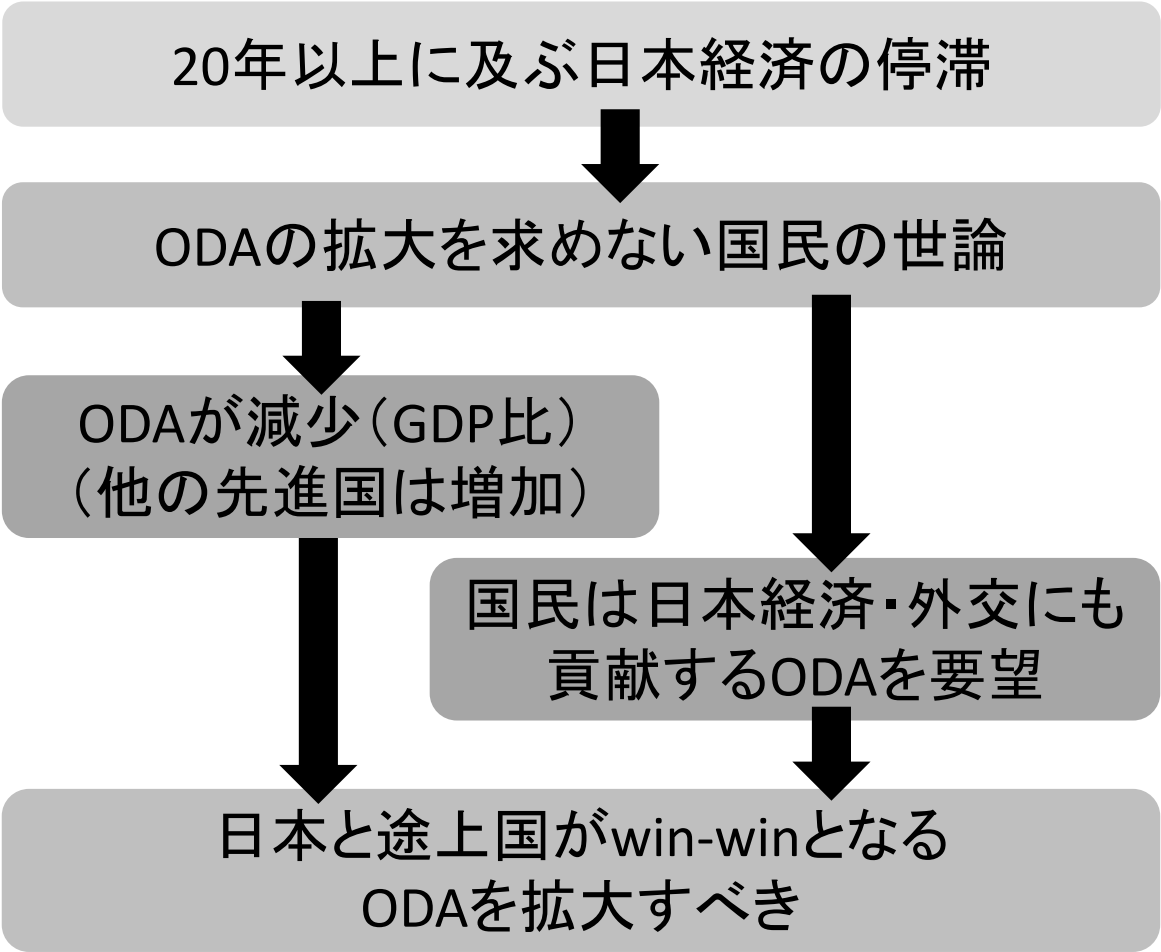 20年以上に及ぶ日本経済の停滞
ODAの拡大を求めない国民の世論
ODAが減少（GDP比）
（他の先進国は増加）
国民は日本経済・外交にも
貢献するODAを要望
日本と途上国がwin-winとなる
ODAを拡大すべき